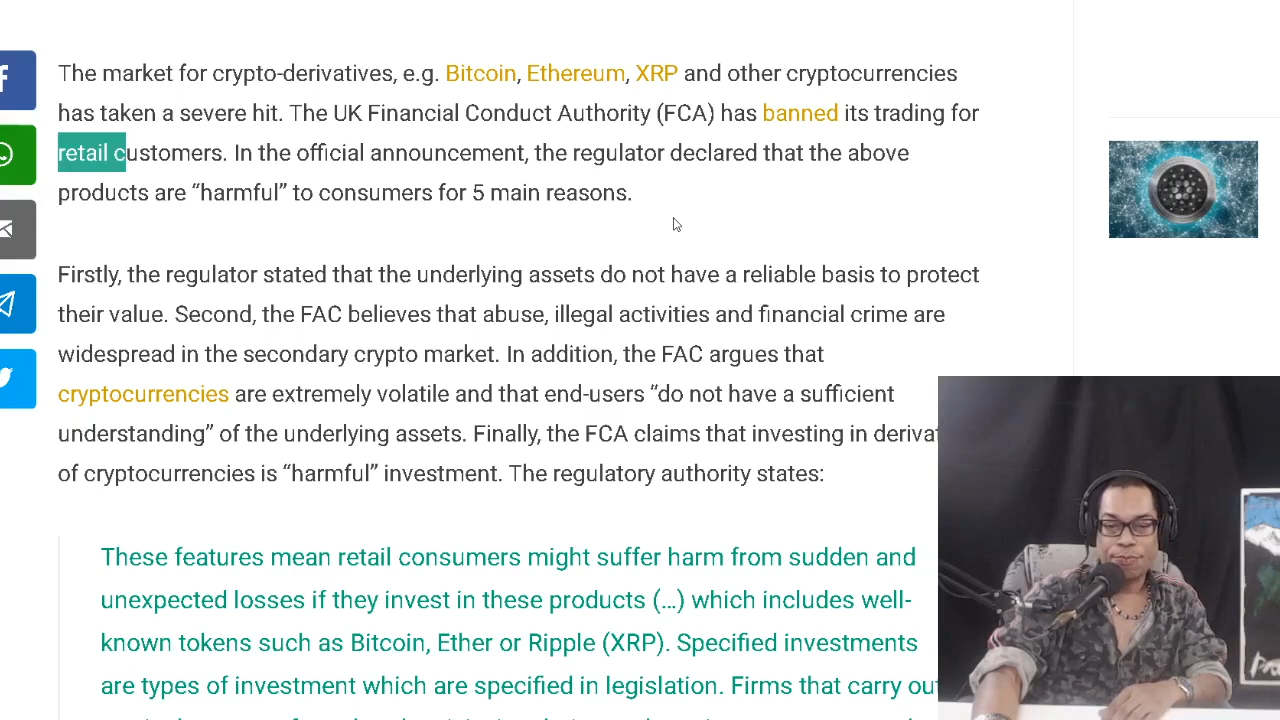 The market for crypto-derivatives, e.g. Bitcoin, Ethereum, XRP and other cryptocurrencies
has taken a severe hit. The UK Financial Conduct Authority (FCA) has banned its trading for
retail customers. In the official announcement, the regulator declared that the above
products are “harmful” to consumers for 5 main reasons.
Firstly, the regulator stated that the underlying assets do not have a reliable basis to protect
their value. Second, the FAC believes that abuse, illegal activities and financial crime are
widespread in the secondary crypto market. In addition, the FAC argues that
cryptocurrencies are extremely volatile and that end-users “do not have a sufficient
understanding” of the underlying assets. Finally, the FCA claims that investing in
of cryptocurrencies is “harmful” investment. The regulatory authority states:
These features mean retail consumers might suffer harm from sudden and
unexpected losses if they invest in these products (…) which includes well-
known tokens such as Bitcoin, Ether or Ripple (XRP). Specified investments
are types of investment which are specified in legislation. Firms that carry